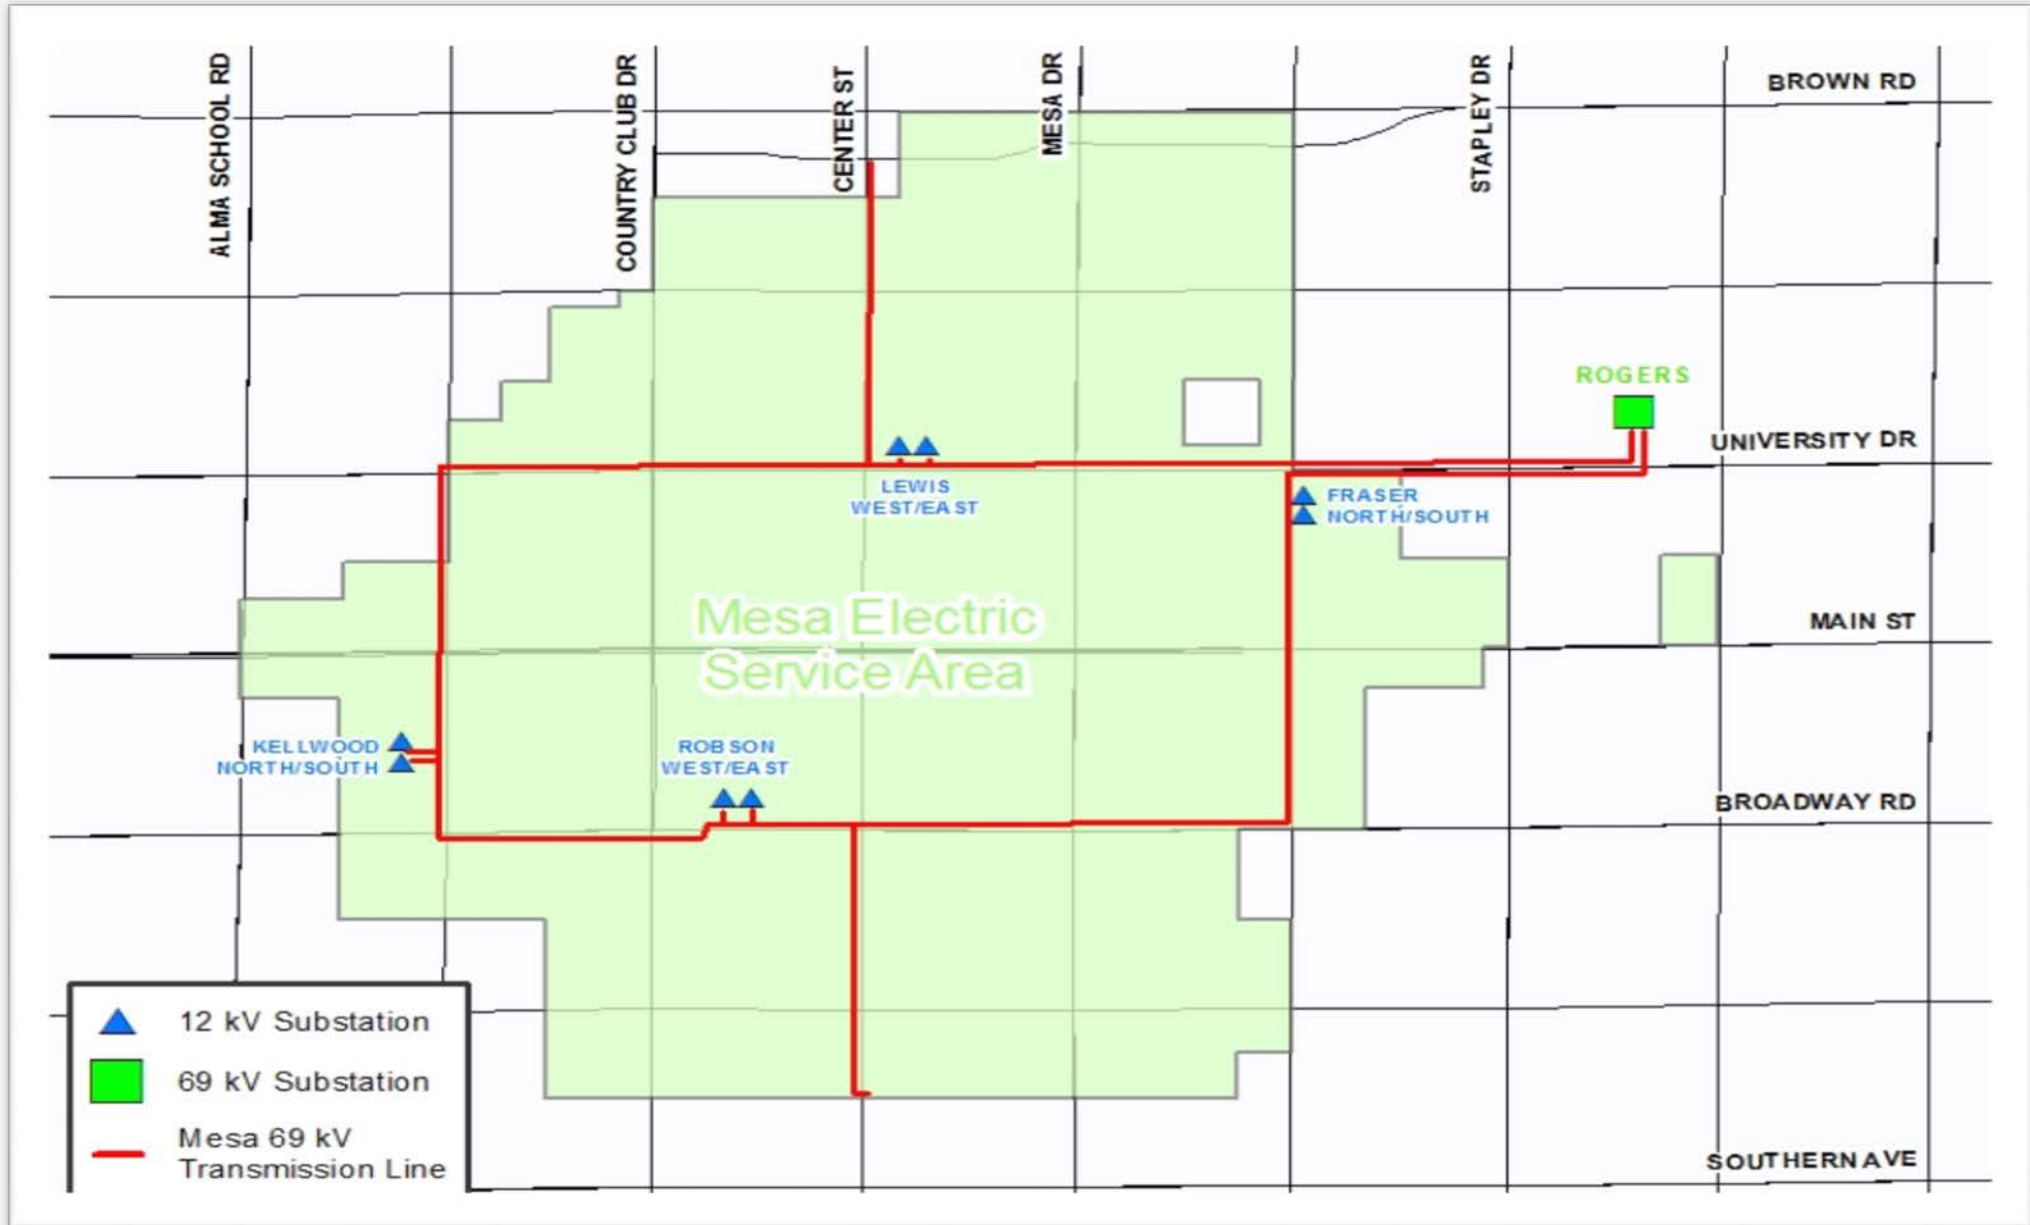 ALMA SCHOOL RD
COUNTRY CLUB DR
CENTER ST
MESA DR
STAPLEY DR
BROWN RD
ROGERS
UNIVERSITY DR
LEWIS
WEST/EAST
FRASER
NORTH/SOUTH
Mesa Electric
Service Area
MAIN ST
KELLWOOD
NORTH/SOUTH
ROBSON
WEST/EAST
BROADWAY RD
12 kV Substation
69 kV Substation
Mesa 69 kV
Transmission Line
SOUTHERN AVE